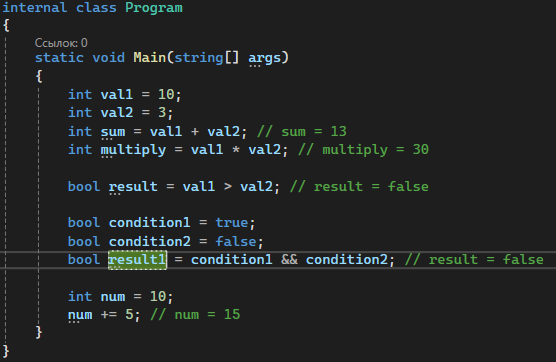 internal class Program
{
Ссылок: 0
static void Main(string[] args)
{
int val1 = 10;
int val2 = 3;
int sum = val1 + val2; // sum = 13
int multiply = val1 * val2; // multiply = 30
bool result = val1 > val2; // result = false
bool condition1 = true;
bool condition2 = false;
bool result1 = condition1 && condition2; // result = false
int num = 10;
num += 5; // num = 15
}
}